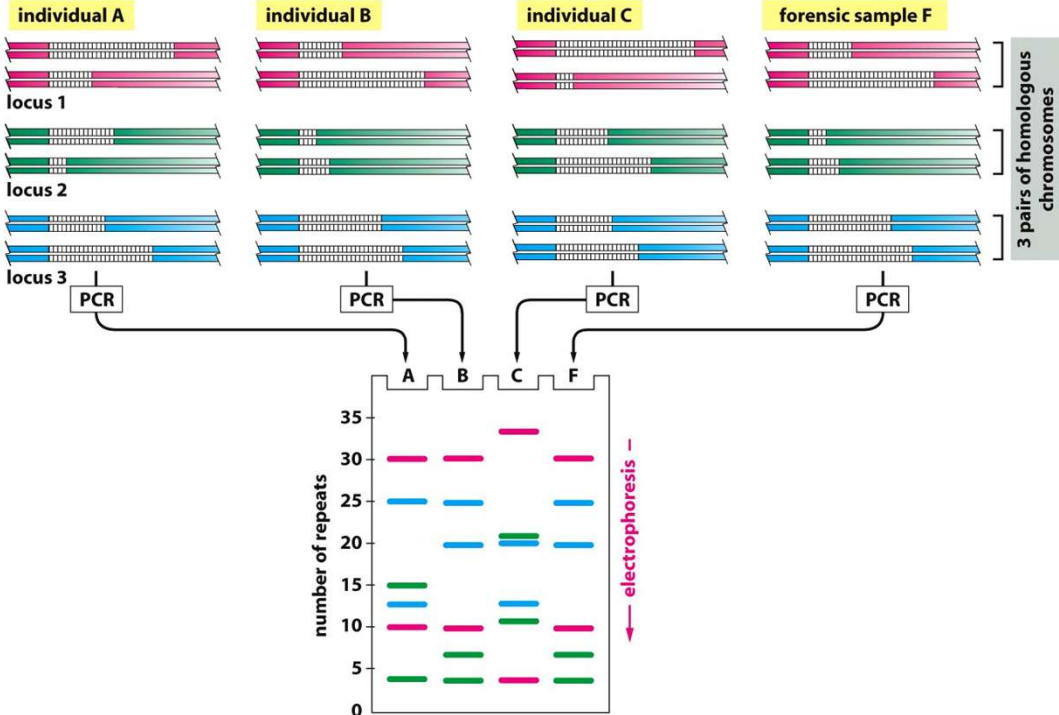 individual A
individual B
individual C
forensic sample F
locus 1
locus 2
locus 3
3 pairs of homologous
chromosomes
PCR
PCR
PCR
PCR
A
B
C
F
number of repeats
35
30
25
20
15
10
5
0
electrophoresis